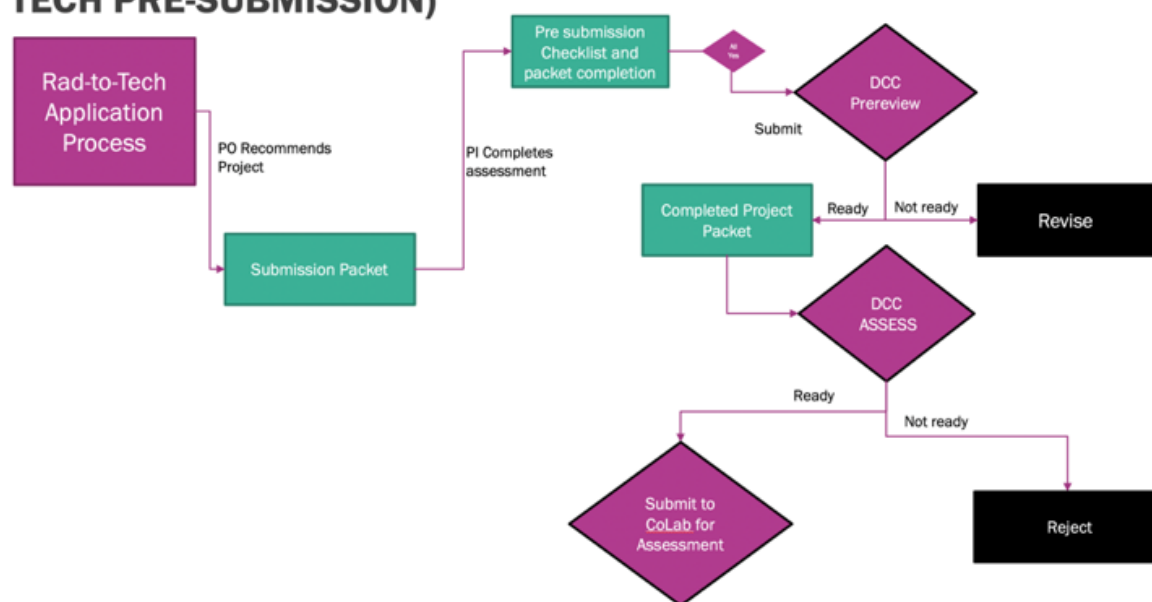 TECH PRE-SUBMISSION)
Rad-to-Tech
Application
Process
PO Recommends
Project
Submission Packet
PI Completes
assessment
Pre submission
Checklist and
packet completion
All
Yes
DCC
Prereview
Submit
Completed Project
Packet
Ready
Not ready
Revise
DCC
ASSESS
Ready
Not ready
Submit to
CoLab for
Assessment
Reject